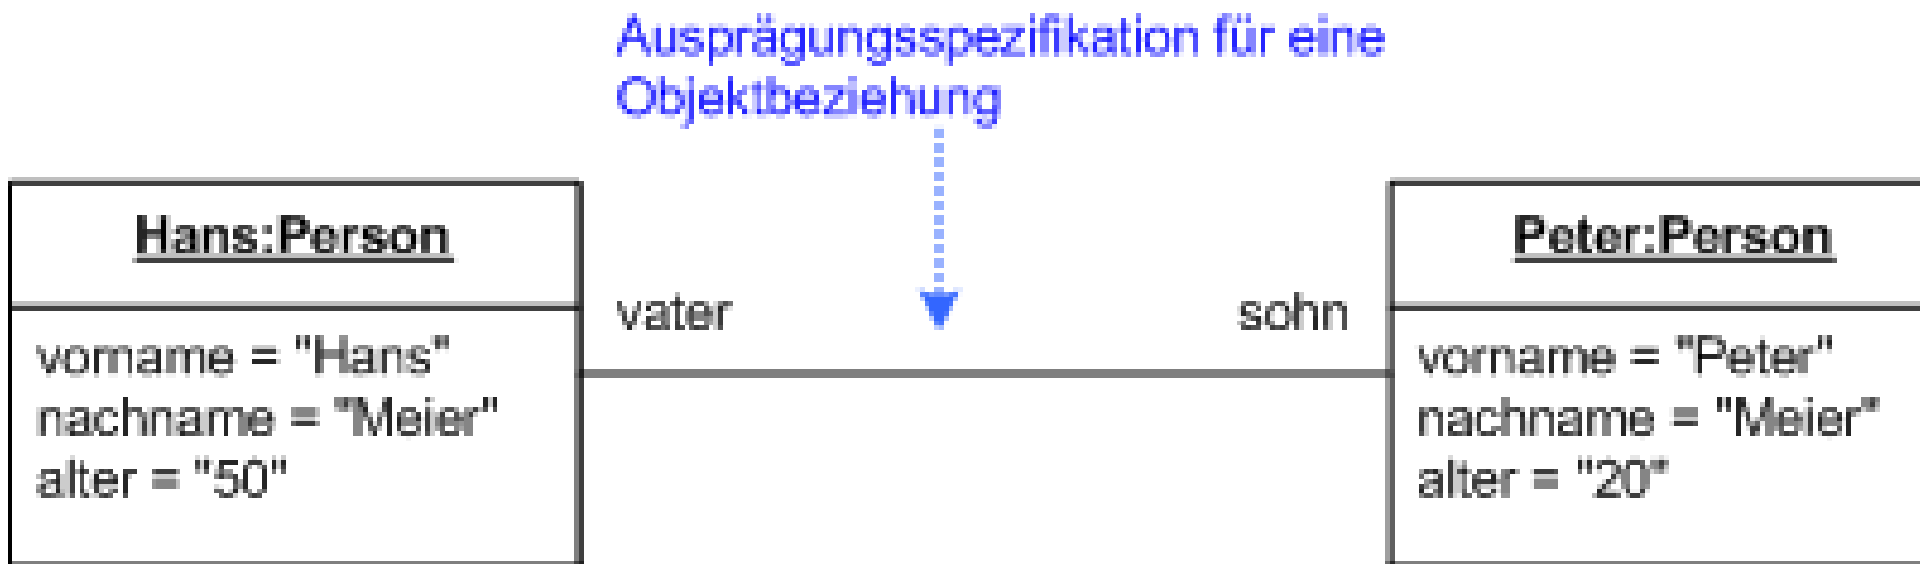 Ausprägungsspezifikation für eine
Objektbeziehung
Hans:Person
vorname = "Hans"
nachname = "Meier"
alter = "50"
vater
sohn
Peter:Person
vorname = "Peter"
nachname = "Meier"
alter = "20"